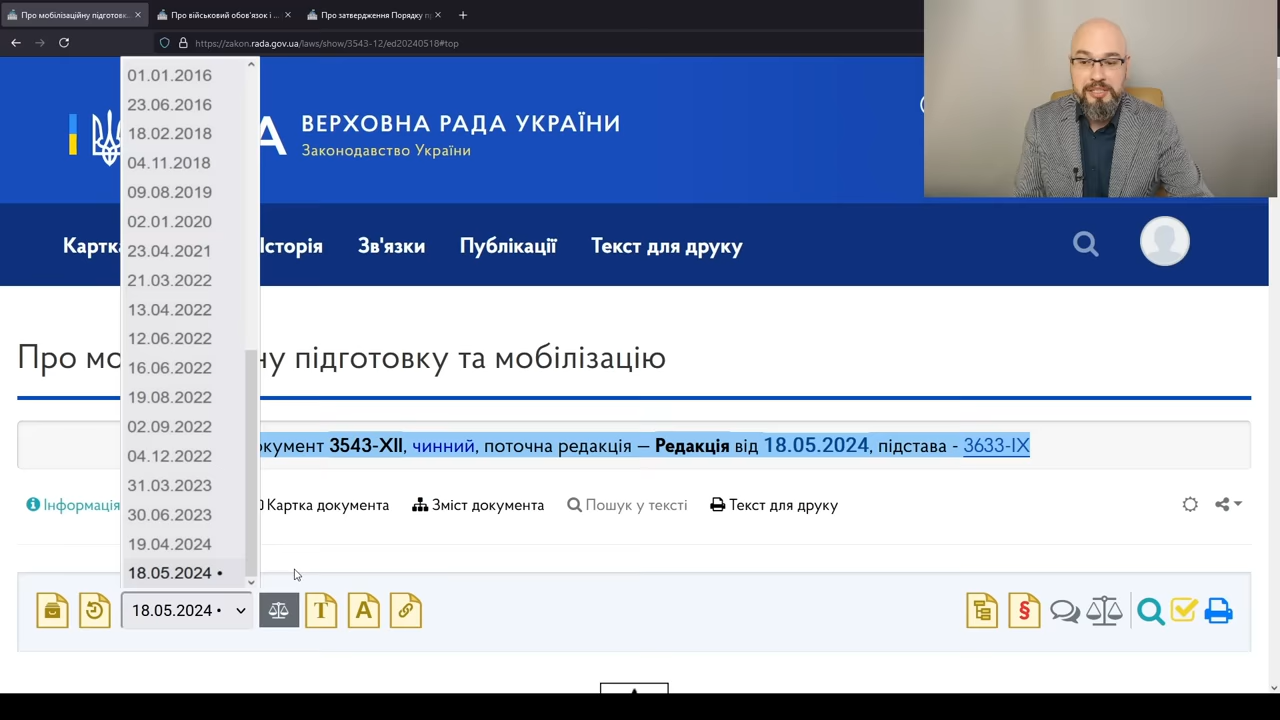 Про мобілізаційну підготовк
Про військовий обов'язок і ...
Про затвердження Порядку п
https://zakon.rada.gov.ua/laws/show/3543-12/ed20240518#top
ВЕРХОВНА РАДА УКРАЇНИ
Законодавство України
Картк
Історія
Зв'язки
Публікації
Текст для друку
01.01.2016
23.06.2016
18.02.2018
04.11.2018
09.08.2019
02.01.2020
23.04.2021
21.03.2022
13.04.2022
12.06.2022
16.06.2022
19.08.2022
02.09.2022
04.12.2022
31.03.2023
30.06.2023
19.04.2024
18.05.2024 •
Про мо ну підготовку та мобілізацію
окумент 3543-XII, чинний, поточна редакція — Редакція від 18.05.2024, підстава - 3633-IX
Інформація Картка документа Зміст документа Пошук у тексті Текст для друку
18.05.2024 • T A §